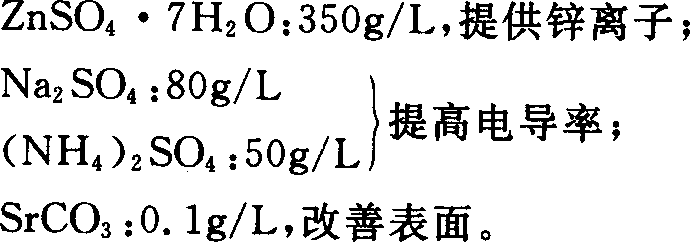 ZnSO₄·7H₂O:350g/L,提供锌离子;
Na₂SO₄:80g/L
(NH₄)₂SO₄:50g/L}提高电导率;
SrCO₃:0.1g/L,改善表面。